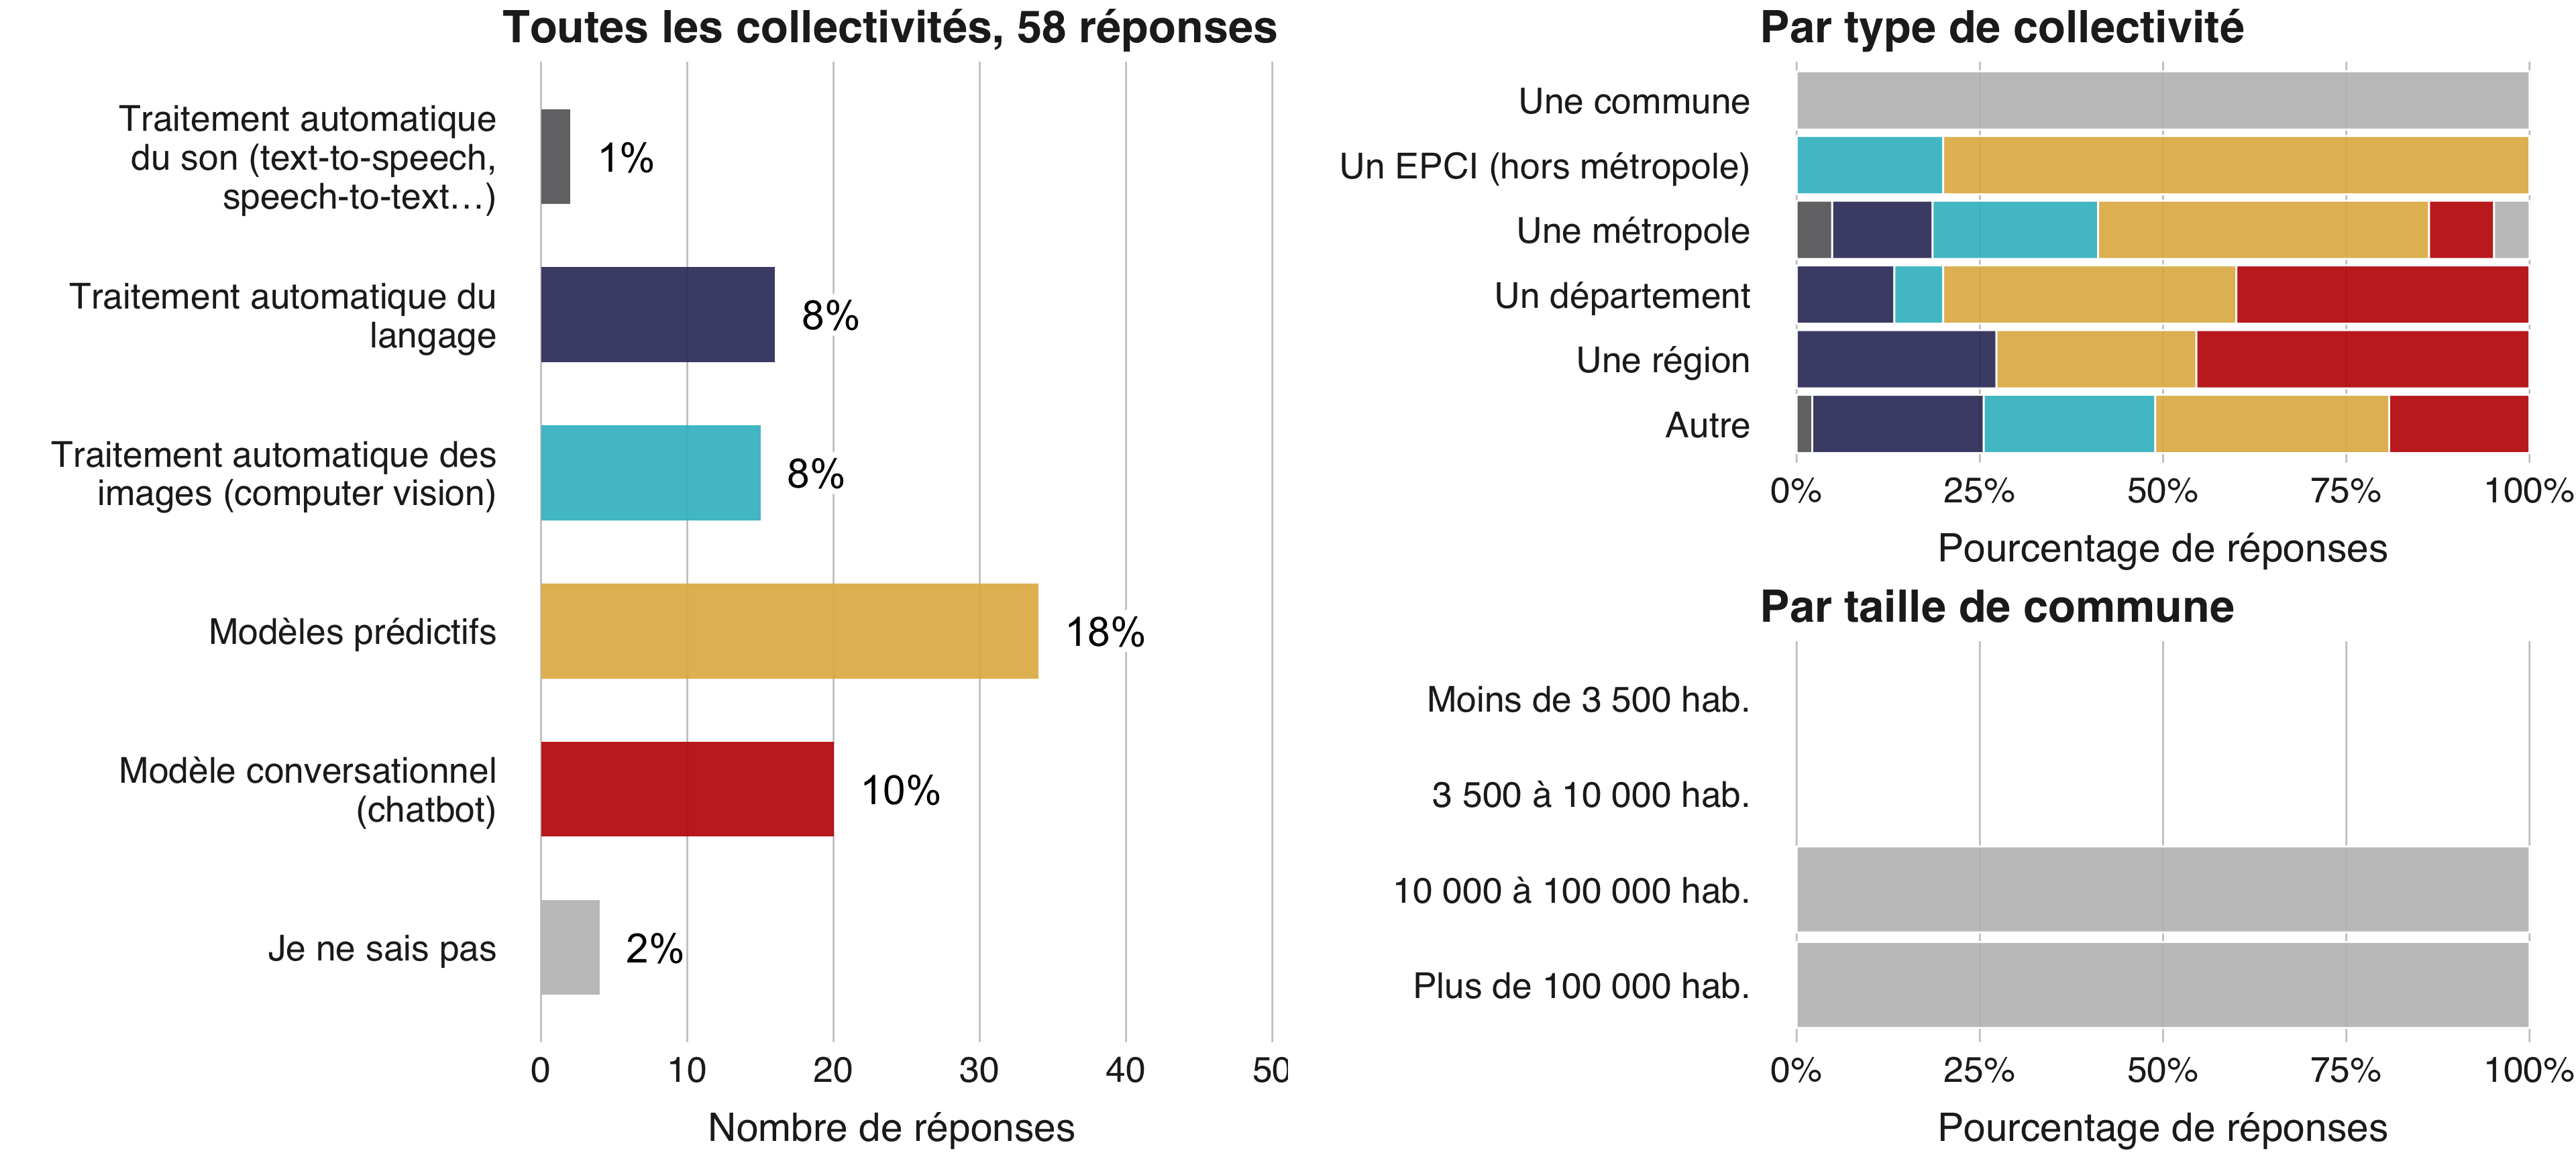 Toutes les collectivités, 58 réponses
Traitement automatique
du son (text-to-speech,
speech-to-text…)
1%
Traitement automatique du
langage
8%
Traitement automatique des
images (computer vision)
8%
Modèles prédictifs
18%
Modèle conversationnel
(chatbot)
10%
Je ne sais pas
2%
0 10 20 30 40 50
Nombre de réponses
Par type de collectivité
Une commune
Un EPCI (hors métropole)
Une métropole
Un département
Une région
Autre
0% 25% 50% 75% 100%
Pourcentage de réponses
Par taille de commune
Moins de 3 500 hab.
3 500 à 10 000 hab.
10 000 à 100 000 hab.
Plus de 100 000 hab.
0% 25% 50% 75% 100%
Pourcentage de réponses